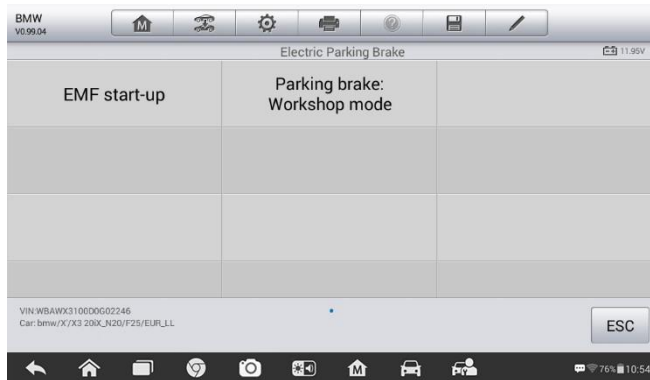 BMW
V0.99.04
Electric Parking Brake
11.95V
EMF start-up
Parking brake:
Workshop mode
VIN:WBAWX3100D0G02246
Car: bmw/X'/X3 20iX_N20/F25/EUR_LL
ESC
76% 10:54